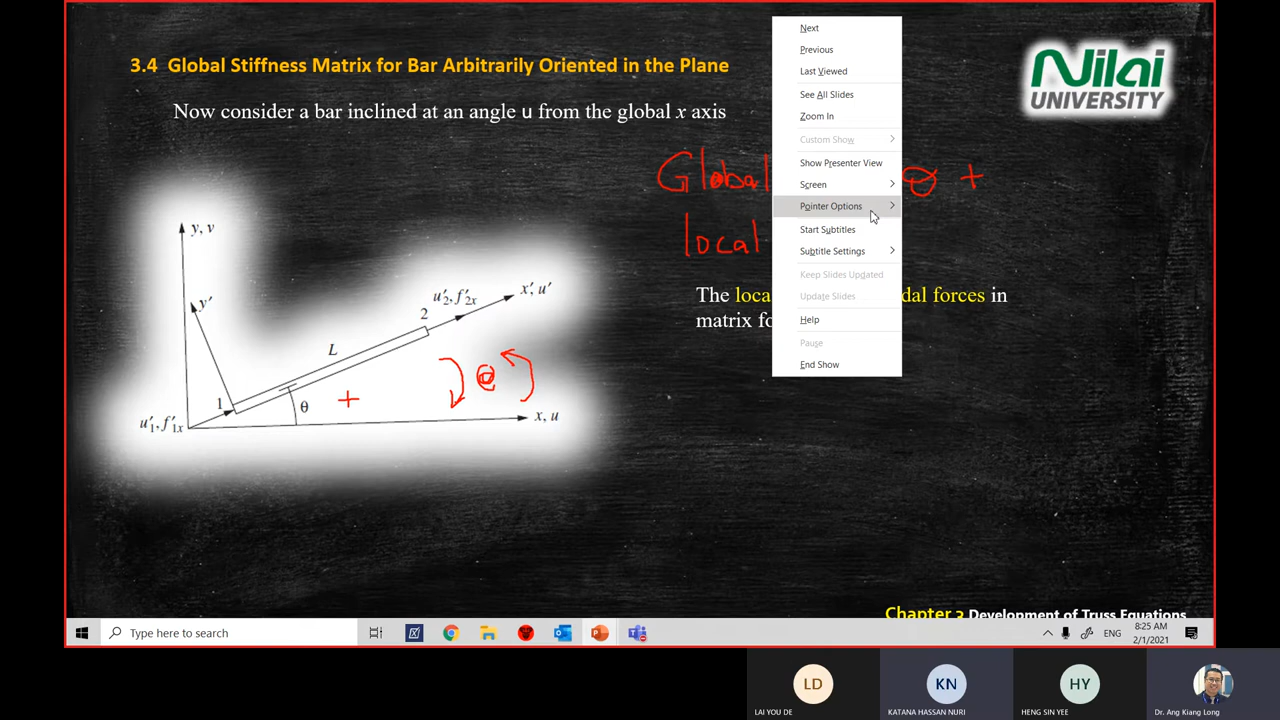 3.4 Global Stiffness Matrix for Bar Arbitrarily Oriented in the Plane
Now consider a bar inclined at an angle u from the global x axis
Nilai
UNIVERSITY
Global
θ +
local
The
dal forces in
matrix
y, v
y′
u′2, f′2x
x′, u′
2
L
1
θ
+
θ
x, u
u′1, f′1x
Next
Previous
Last Viewed
See All Slides
Zoom In
Custom Show
Show Presenter View
Screen
Pointer Options
Start Subtitles
Subtitle Settings
Keep Slides Updated
Update Slides
Help
Pause
End Show
Chapter 3 Development of Truss Equations
Type here to search
ENG
8:25 AM
2/1/2021
LD
KN
HY
LAI YOU DE
KATANA HASSAN NURI
HENG SIN YEE
Dr. Ang Kiang Long